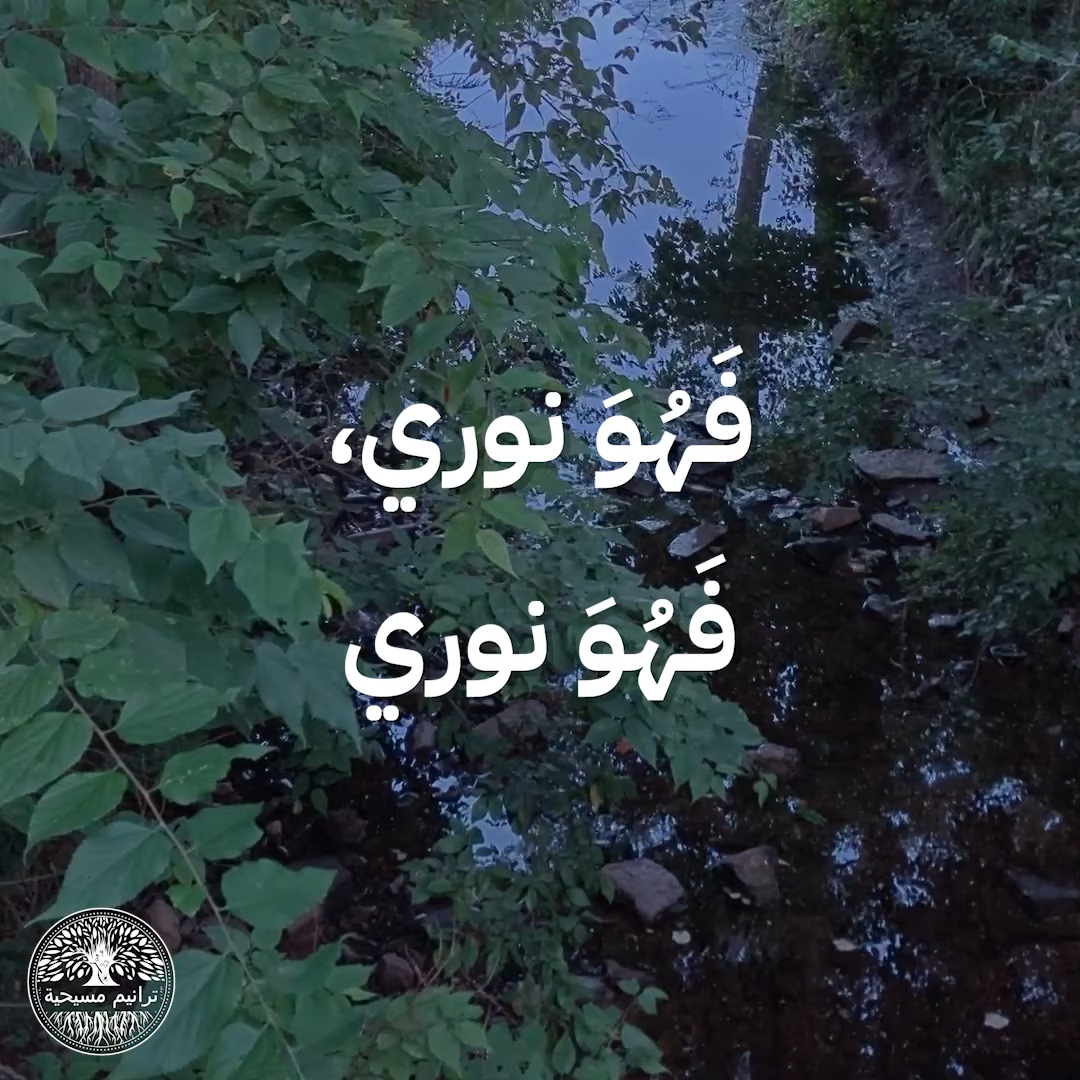 فَهُوَ نوري،
فَهُوَ نوري
ترانيم مسيحية